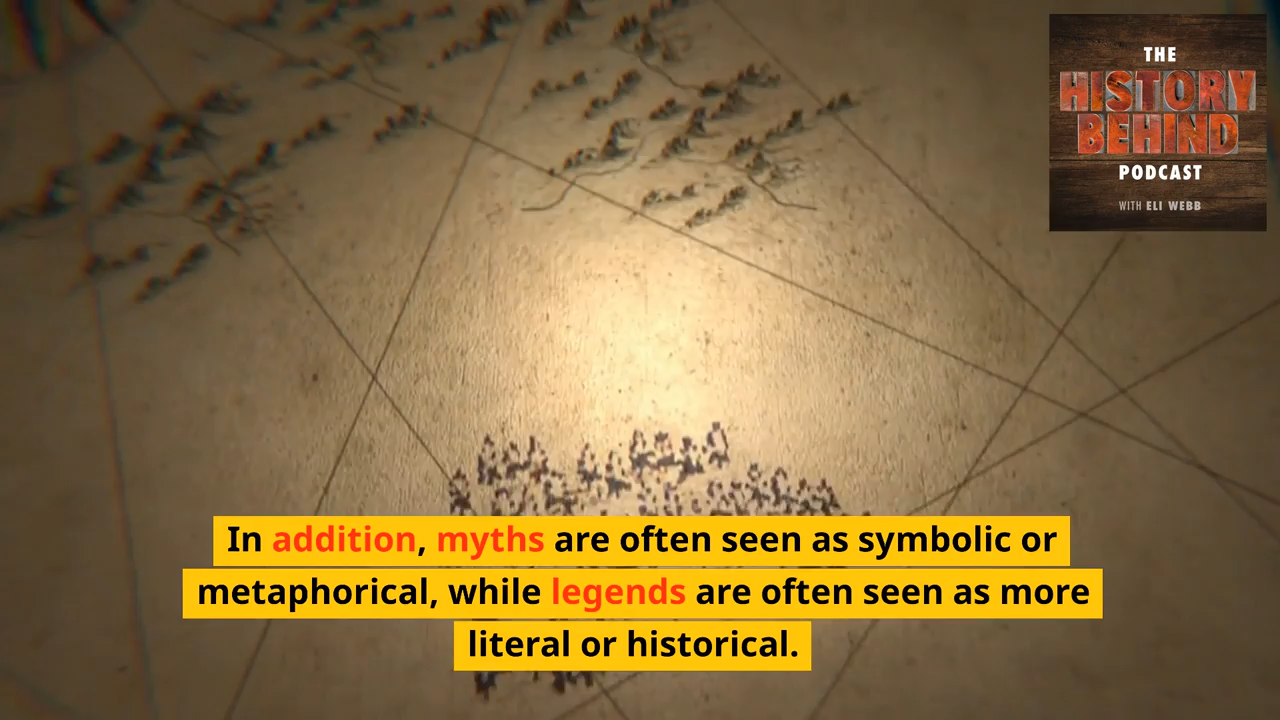 THE
HISTORY
BEHIND
PODCAST
WITH ELI WEBB
In addition, myths are often seen as symbolic or
metaphorical, while legends are often seen as more
literal or historical.